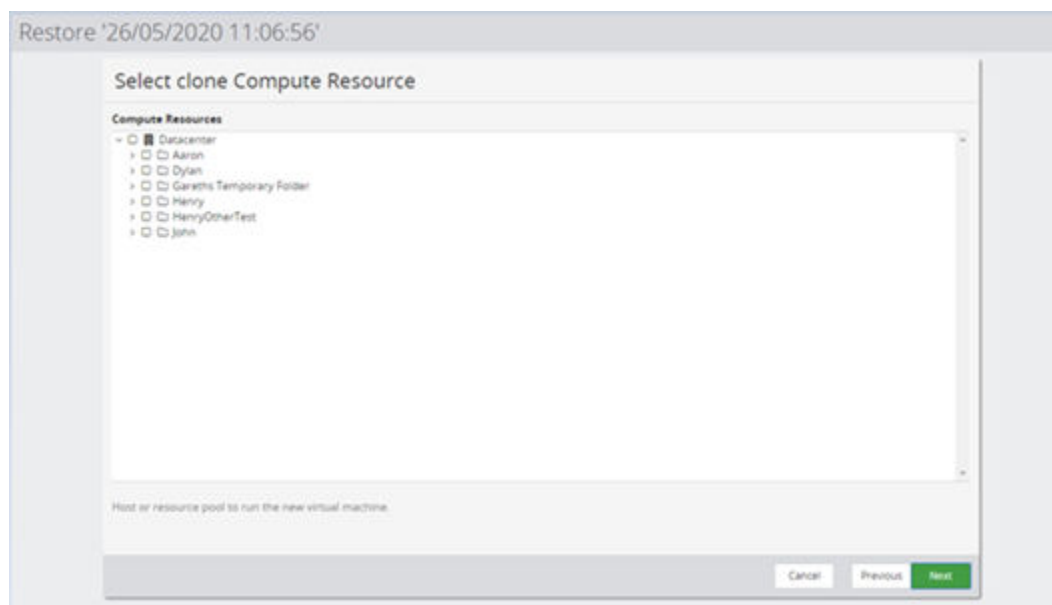 Restore '26/05/2020 11:06:56'
Select clone Compute Resource
Compute Resources
Datacenter
Aaron
Dylan
Gareths Temporary Folder
Henry
HenryOtherTest
John
Host or resource pool to run the new virtual machine.
Cancel Previous Next